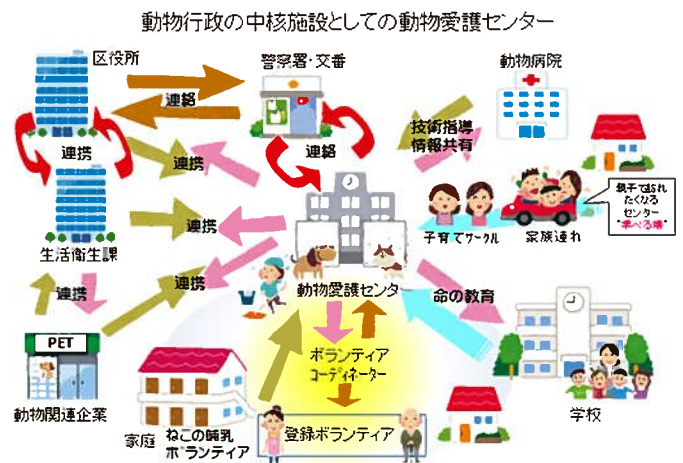 動物行政の中核施設としての動物愛護センター
区役所
警察署・交番
動物病院
連絡
連携
連携
連絡
技術指導
情報共有
親子で訪れ
たくなる
センター
"学べる場"
連携
子育てサークル
家族連れ
生活衛生課
連携
連携
動物愛護センター
命の教育
PET
ボランティア
コーディネーター
動物関連企業
家庭
ねこの哺乳
ボランティア
登録ボランティア
学校